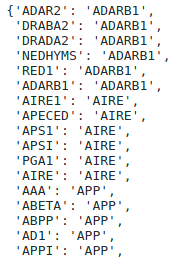 {'ADAR2': 'ADARB1',
'DRABA2': 'ADARB1',
'DRADA2': 'ADARB1',
'NEDHYMS': 'ADARB1',
'RED1': 'ADARB1',
'ADARB1': 'ADARB1',
'AIRE1': 'AIRE',
'APECED': 'AIRE',
'APS1': 'AIRE',
'APSI': 'AIRE',
'PGA1': 'AIRE',
'AIRE': 'AIRE',
'AAA': 'APP',
'ABETA': 'APP',
'ABPP': 'APP',
'AD1': 'APP',
'APPI': 'APP',